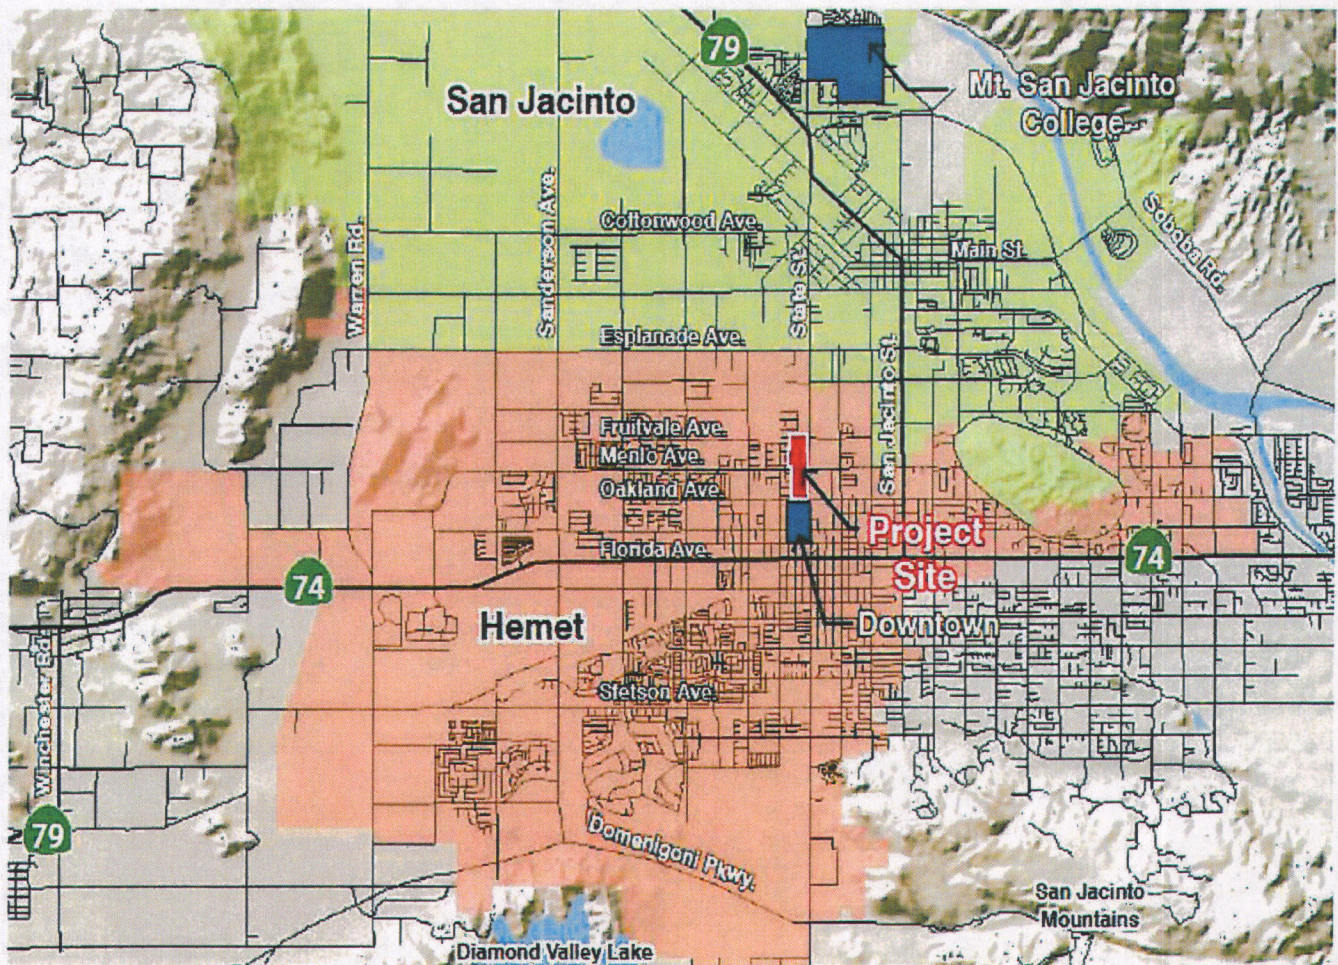 79
San Jacinto
Mt. San Jacinto
College
Soboba Rd.
Cottonwood Ave.
Main St.
Warren Rd.
Sanderson Ave.
State St.
Esplanade Ave.
San Jacinto St.
Fruitvale Ave.
Menlo Ave.
Oakland Ave.
Project
Site
Florida Ave.
74
74
Hemet
Downtown
Stetson Ave.
Winchester Rd.
79
Domenigoni Pkwy.
San Jacinto
Mountains
Diamond Valley Lake